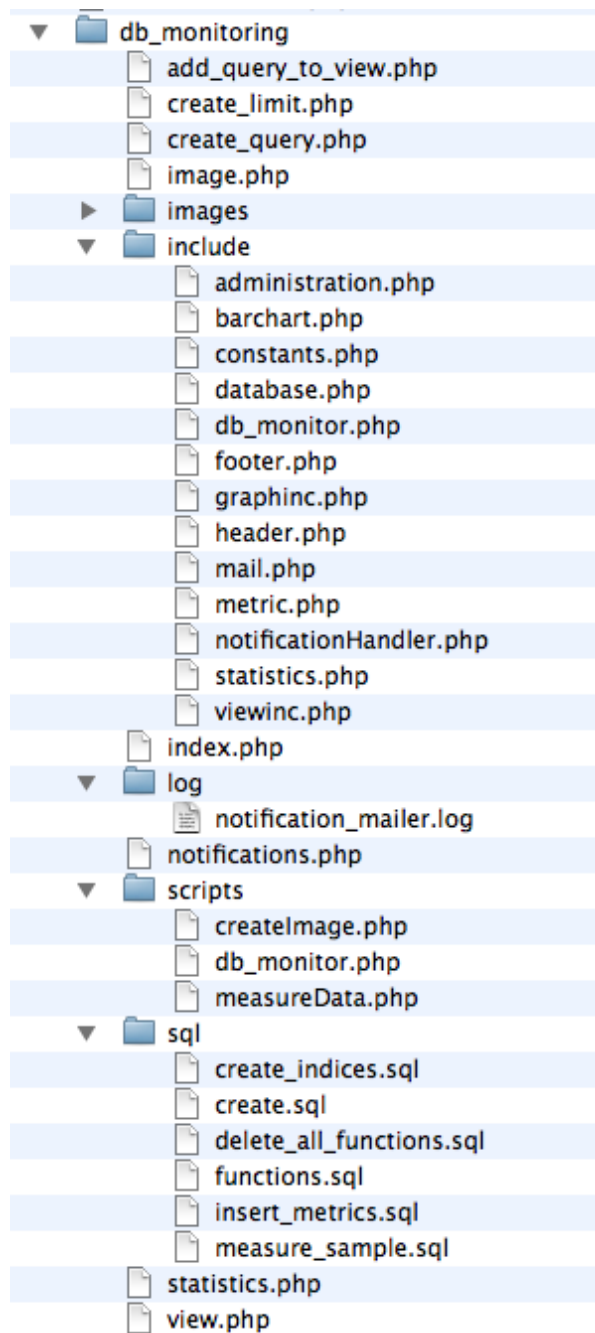 db_monitoring
add_query_to_view.php
create_limit.php
create_query.php
image.php
images
include
administration.php
barchart.php
constants.php
database.php
db_monitor.php
footer.php
graphinc.php
header.php
mail.php
metric.php
notificationHandler.php
statistics.php
viewinc.php
index.php
log
notification_mailer.log
notifications.php
scripts
createImage.php
db_monitor.php
measureData.php
sql
create_indices.sql
create.sql
delete_all_functions.sql
functions.sql
insert_metrics.sql
measure_sample.sql
statistics.php
view.php